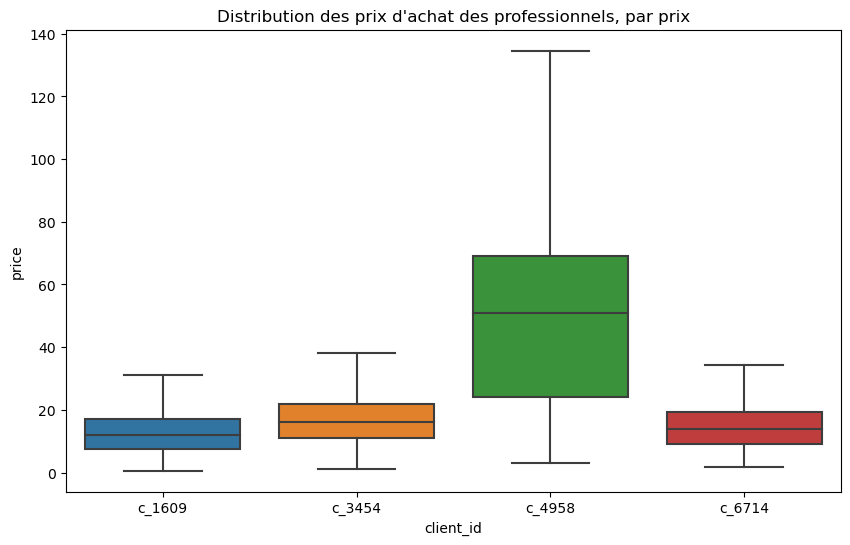 Distribution des prix d'achat des professionnels, par prix
140
120
100
80
60
40
20
0
price
c_1609
c_3454
c_4958
c_6714
client_id